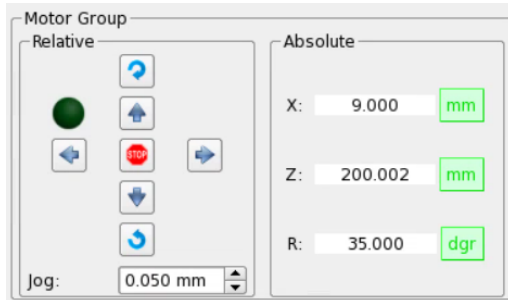 Motor Group
Relative
Absolute
X: 9.000 mm
STOP
Z: 200.002 mm
R: 35.000 dgr
Jog: 0.050 mm